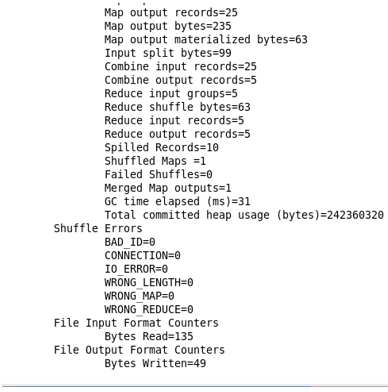 Map output records=25
Map output bytes=235
Map output materialized bytes=63
Input split bytes=99
Combine input records=25
Combine output records=5
Reduce input groups=5
Reduce shuffle bytes=63
Reduce input records=5
Reduce output records=5
Spilled Records=10
Shuffled Maps =1
Failed Shuffles=0
Merged Map outputs=1
GC time elapsed (ms)=31
Total committed heap usage (bytes)=242360320
Shuffle Errors
BAD_ID=0
CONNECTION=0
IO_ERROR=0
WRONG_LENGTH=0
WRONG_MAP=0
WRONG_REDUCE=0
File Input Format Counters
Bytes Read=135
File Output Format Counters
Bytes Written=49